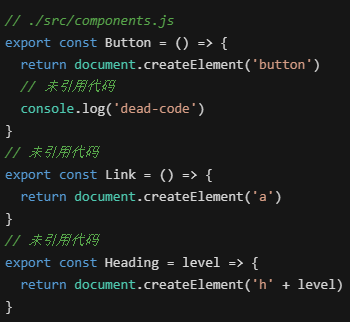 // ./src/components.js
export const Button = () => {
  return document.createElement('button')
  // 未引用代码
  console.log('dead-code')
}
// 未引用代码
export const Link = () => {
  return document.createElement('a')
}
// 未引用代码
export const Heading = level => {
  return document.createElement('h' + level)
}